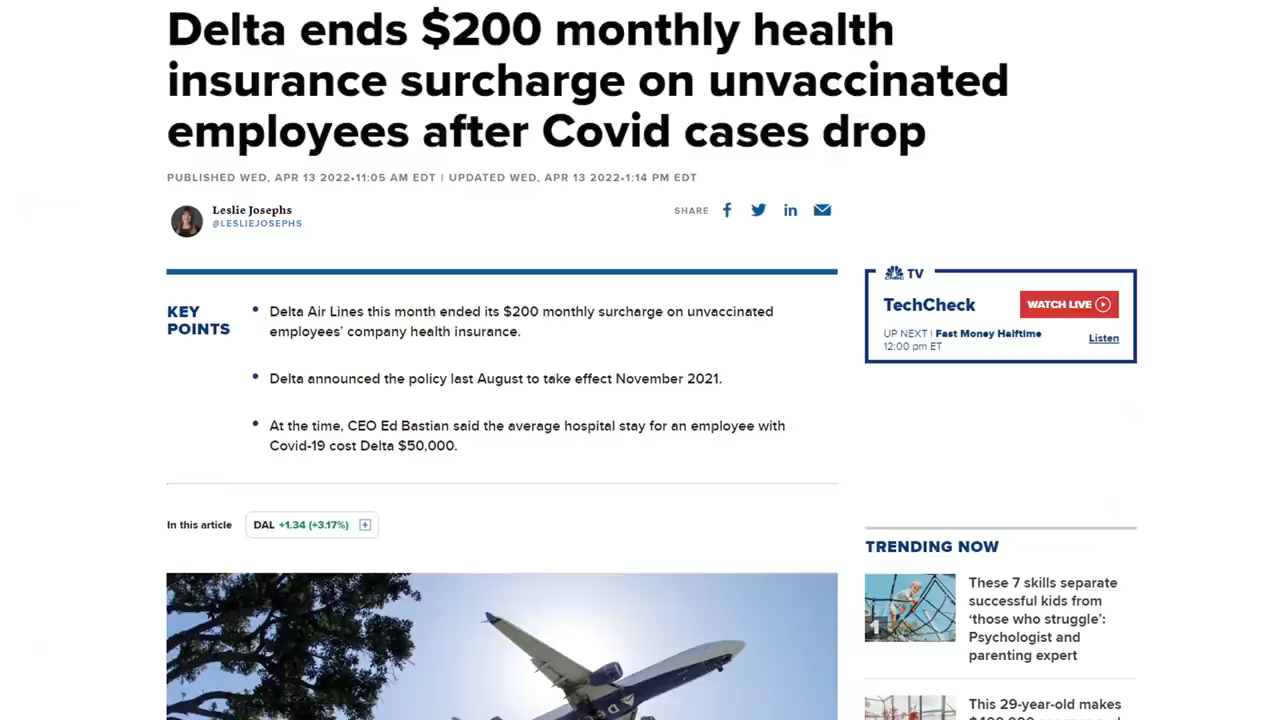 Delta ends $200 monthly health
insurance surcharge on unvaccinated
employees after Covid cases drop
PUBLISHED WED, APR 13 2022•11:05 AM EDT | UPDATED WED, APR 13 2022•1:14 PM EDT
Leslie Josephs
@LESLIEJOSEPHS
SHARE
KEY
POINTS
• Delta Air Lines this month ended its $200 monthly surcharge on unvaccinated
employees’ company health insurance.
• Delta announced the policy last August to take effect November 2021.
• At the time, CEO Ed Bastian said the average hospital stay for an employee with
Covid-19 cost Delta $50,000.
In this article
DAL +1.34 (+3.17%)
CNBC TV
TechCheck
WATCH LIVE
UP NEXT | Fast Money Halftime
12:00 pm ET
Listen
TRENDING NOW
1
These 7 skills separate
successful kids from
‘those who struggle’:
Psychologist and
parenting expert
This 29-year-old makes